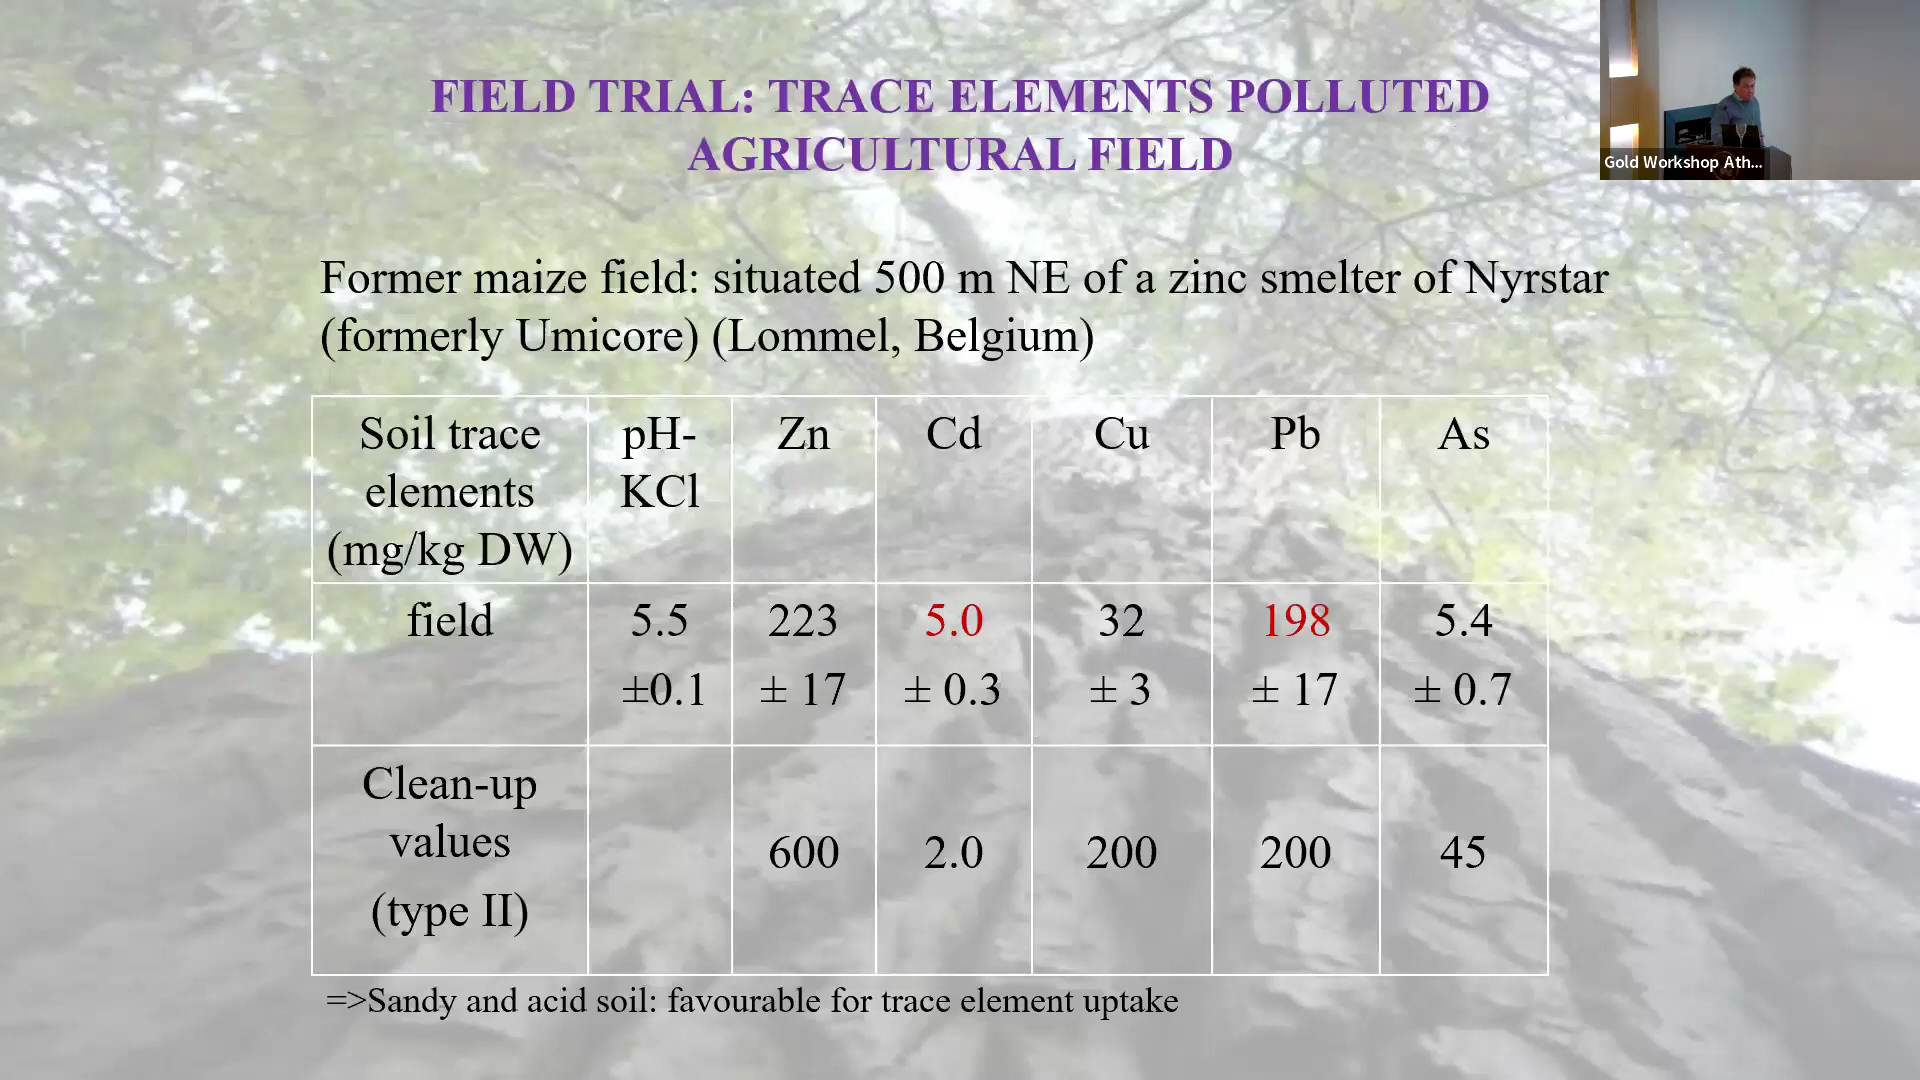 FIELD TRIAL: TRACE ELEMENTS POLLUTED
AGRICULTURAL FIELD
Gold Workshop Ath...
Former maize field: situated 500 m NE of a zinc smelter of Nyrstar
(formerly Umicore) (Lommel, Belgium)
Soil trace
elements
(mg/kg DW)
pH-
KCl
Zn
Cd
Cu
Pb
As
field
5.5
±0.1
223
± 17
5.0
± 0.3
32
± 3
198
± 17
5.4
± 0.7
Clean-up
values
(type II)
600
2.0
200
200
45
=>Sandy and acid soil: favourable for trace element uptake